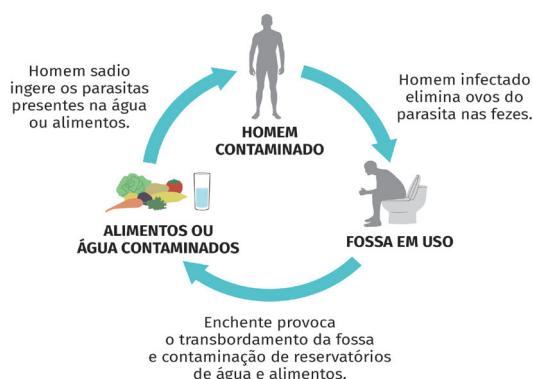 Homem sadio
ingere os parasitas
presentes na água
ou alimentos.
HOMEM
CONTAMINADO
Homem infectado
elimina ovos do
parasita nas fezes.
ALIMENTOS OU
ÁGUA CONTAMINADOS
FOSSA EM USO
Enchente provoca
o transbordamento da fossa
e contaminação de reservatórios
de água e alimentos.